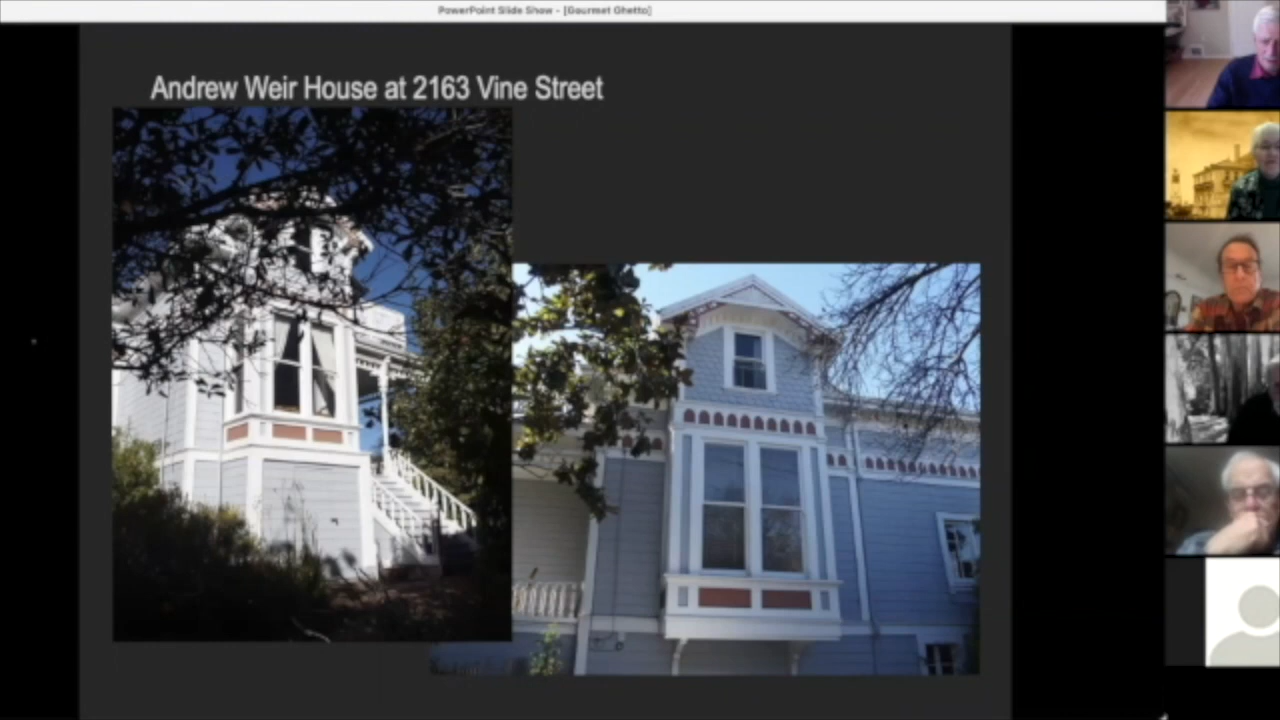 PowerPoint Slide Show - [Gourmet Ghetto]
Andrew Weir House at 2163 Vine Street